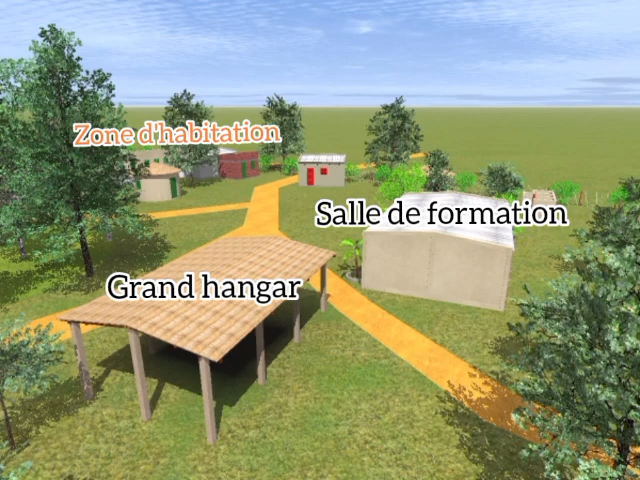 Zone d'habitation
Salle de formation
Grand hangar